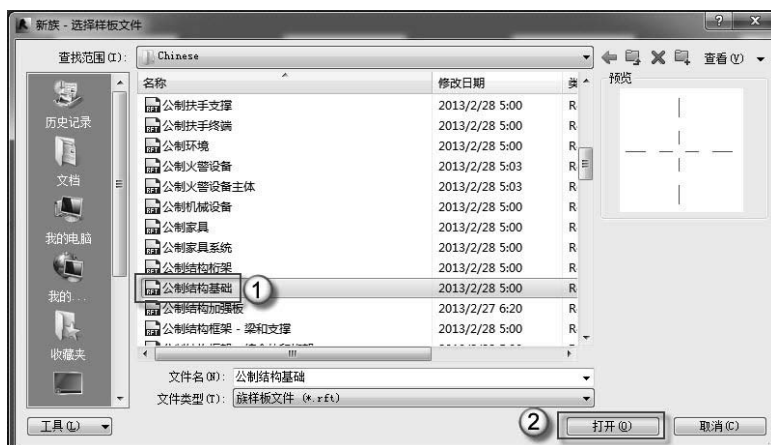 新族 - 选择样板文件
查找范围(I):
Chinese
查看(V)
历史记录
文档
我的电脑
我的...
收藏夹
名称
修改日期
类
公制扶手支撑 2013/2/28 5:00 R
公制扶手终端 2013/2/28 5:00 R
公制环境 2013/2/28 5:00 R
公制火警设备 2013/2/28 5:03 R
公制火警设备主体 2013/2/28 5:03 R
公制机械设备 2013/2/28 5:00 R
公制家具 2013/2/28 5:00 R
公制家具系统 2013/2/28 5:00 R
公制结构桁架 2013/2/28 5:00 R
公制结构基础 1 2013/2/28 5:00 R
公制结构加强板 2013/2/27 6:20 R
公制结构框架 - 梁和支撑 2013/2/28 5:00 R
预览
文件名(N): 公制结构基础
文件类型(T): 族样板文件 (*.rft)
工具(L)
2
打开(O)
取消(C)